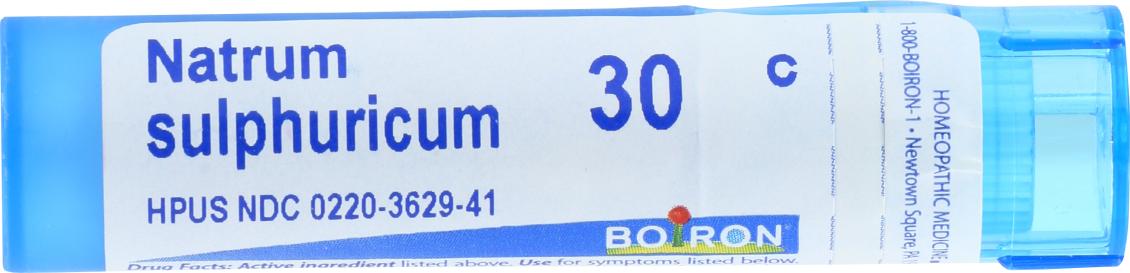 Natrum
sulphuricum
30 C
HPUS NDC 0220-3629-41
BOIRON
Drug Facts: Active ingredient listed above. Use for symptoms listed below.
HOMEOPATHIC MEDICINE
1-800-BOIRON-1 • Newtown Square, PA